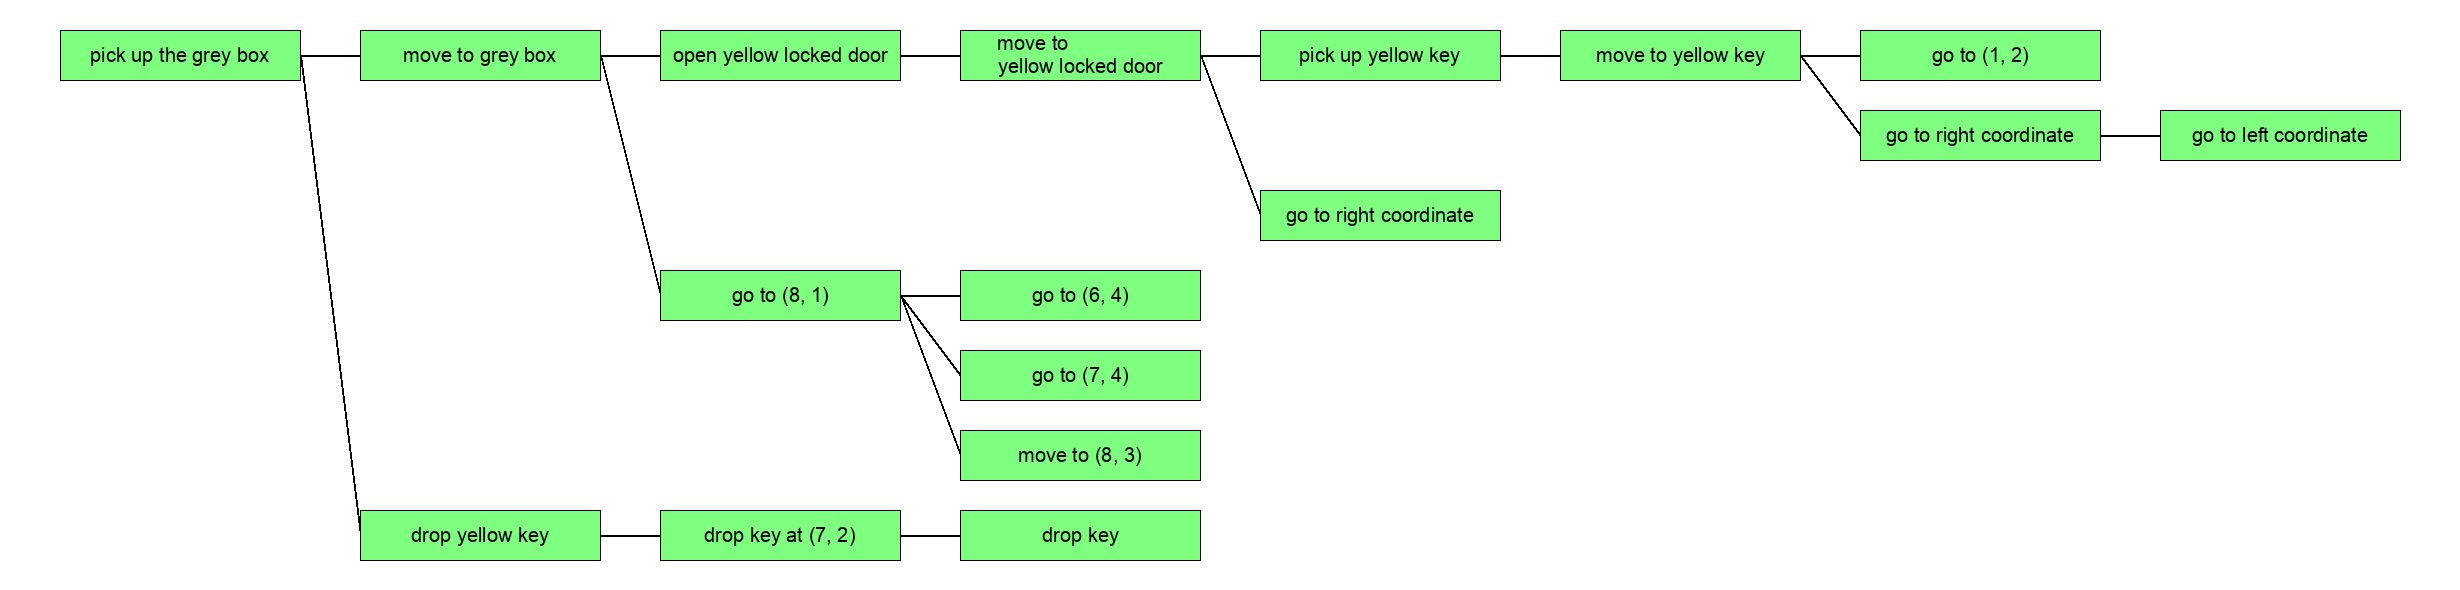 pick up the grey box
move to grey box
open yellow locked door
move to
yellow locked door
pick up yellow key
move to yellow key
go to (1, 2)
go to right coordinate
go to left coordinate
go to right coordinate
go to (8, 1)
go to (6, 4)
go to (7, 4)
move to (8, 3)
drop yellow key
drop key at (7, 2)
drop key